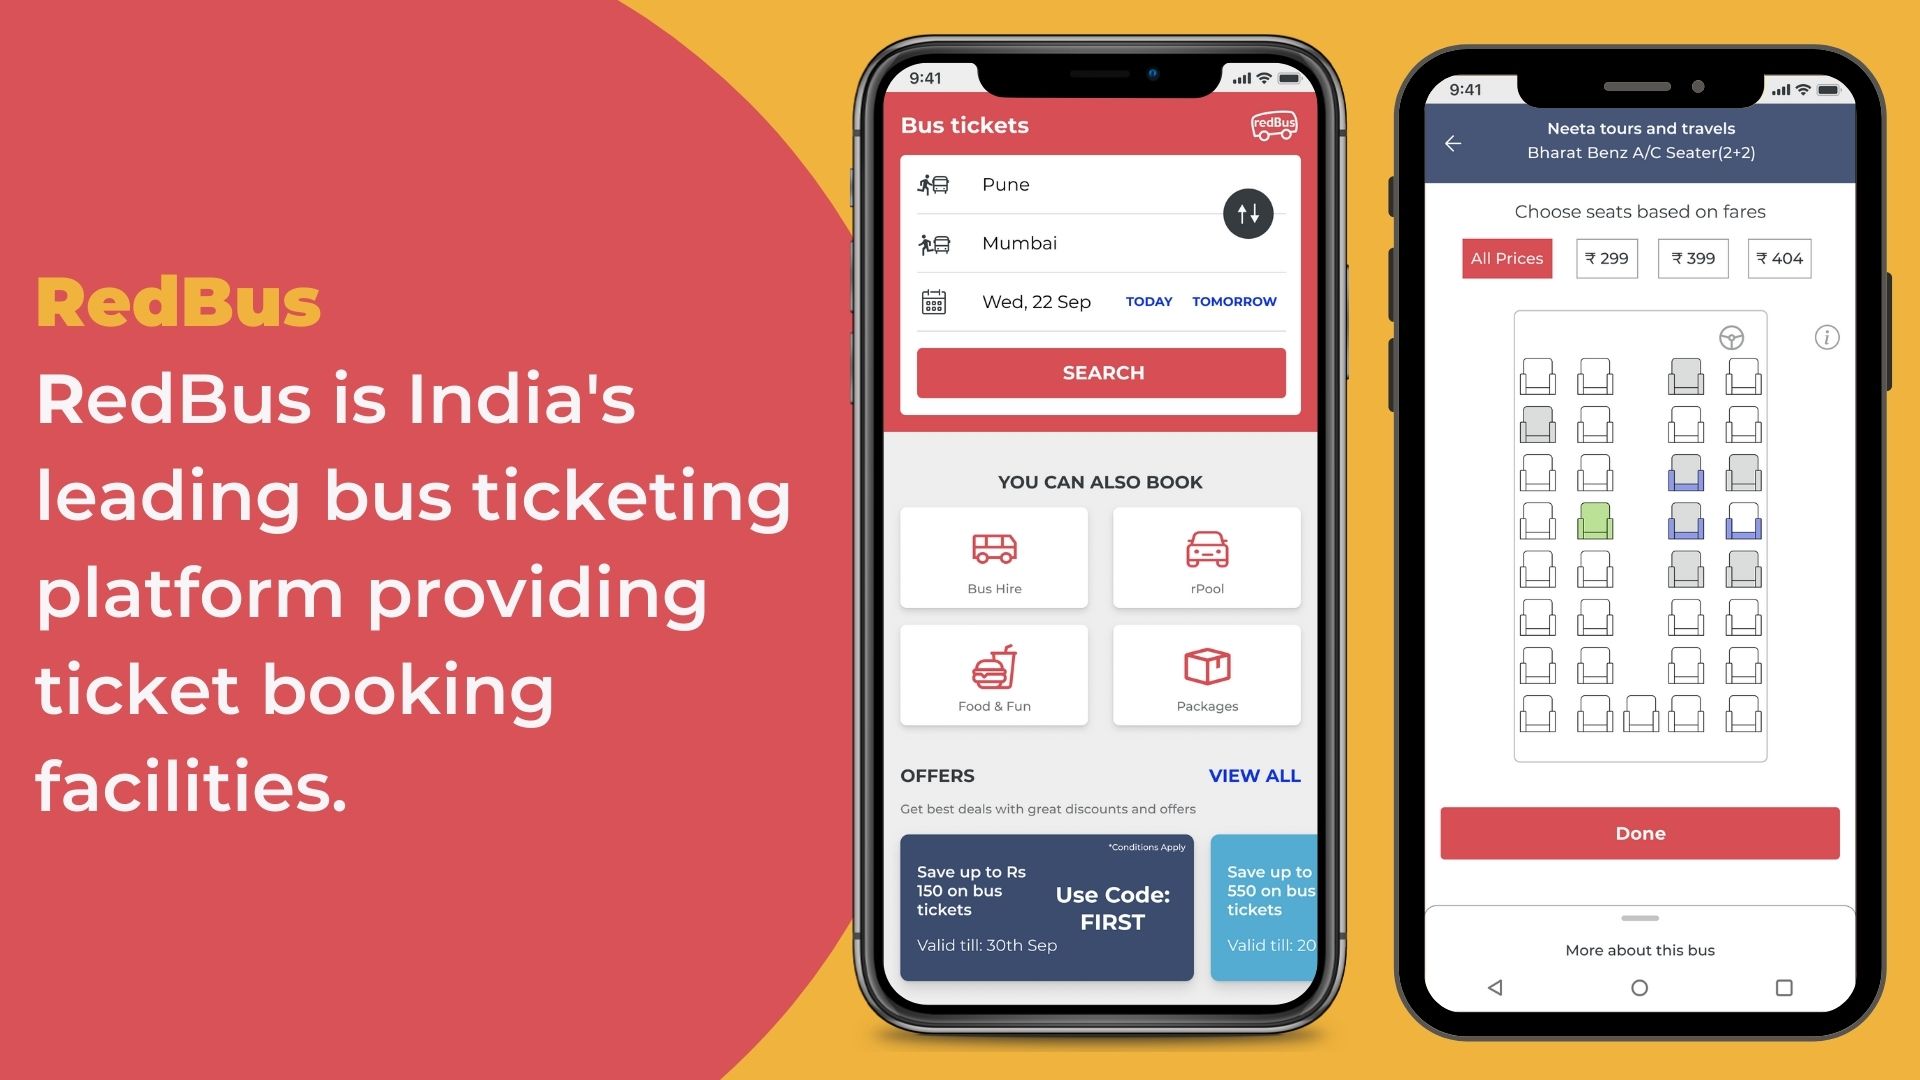 RedBus
RedBus is India's
leading bus ticketing
platform providing
ticket booking
facilities.
9:41
Bus tickets
redBus
Pune
Mumbai
Wed, 22 Sep TODAY TOMORROW
SEARCH
YOU CAN ALSO BOOK
Bus Hire rPool
Food & Fun Packages
OFFERS VIEW ALL
Get best deals with great discounts and offers
*Conditions Apply
Save up to Rs
150 on bus
tickets
Use Code:
FIRST
Valid till: 30th Sep
Save up to
550 on bus
tickets
Valid till: 20
9:41
Neeta tours and travels
Bharat Benz A/C Seater(2+2)
Choose seats based on fares
All Prices ₹ 299 ₹ 399 ₹ 404
i
Done
More about this bus